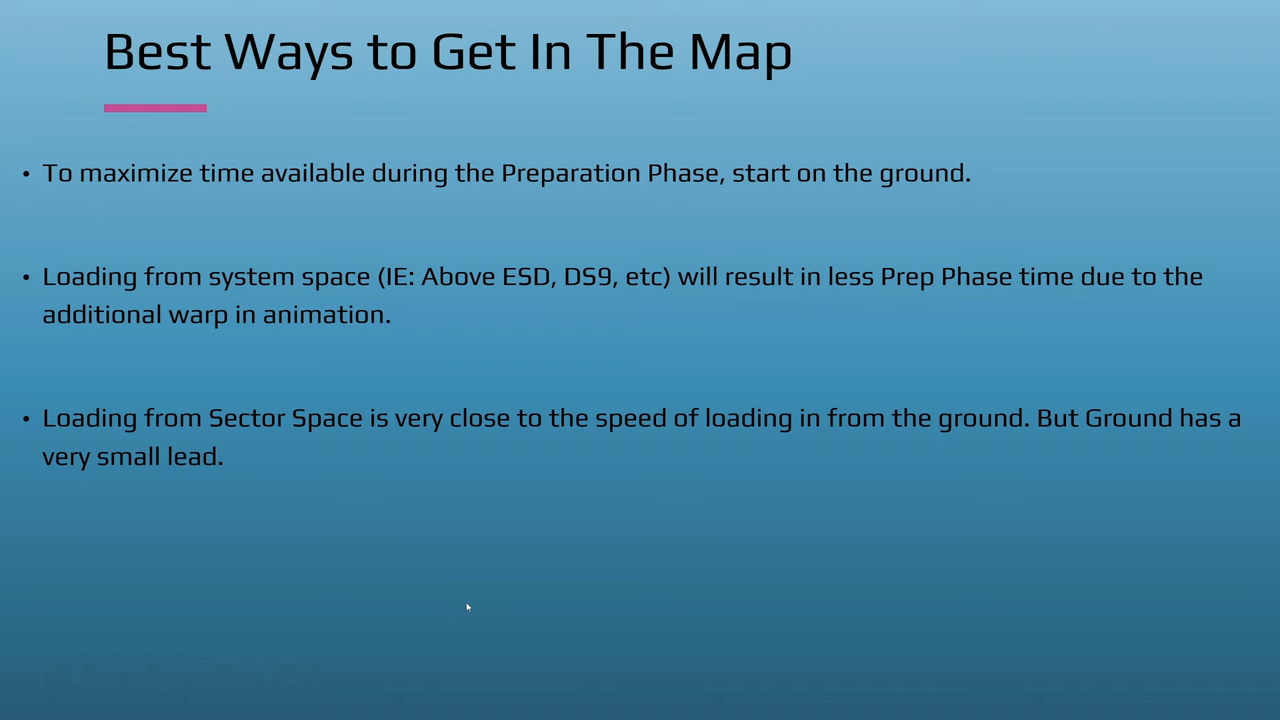 Best Ways to Get In The Map
• To maximize time available during the Preparation Phase, start on the ground.
• Loading from system space (IE: Above ESD, DS9, etc) will result in less Prep Phase time due to the
additional warp in animation.
• Loading from Sector Space is very close to the speed of loading in from the ground. But Ground has a
very small lead.